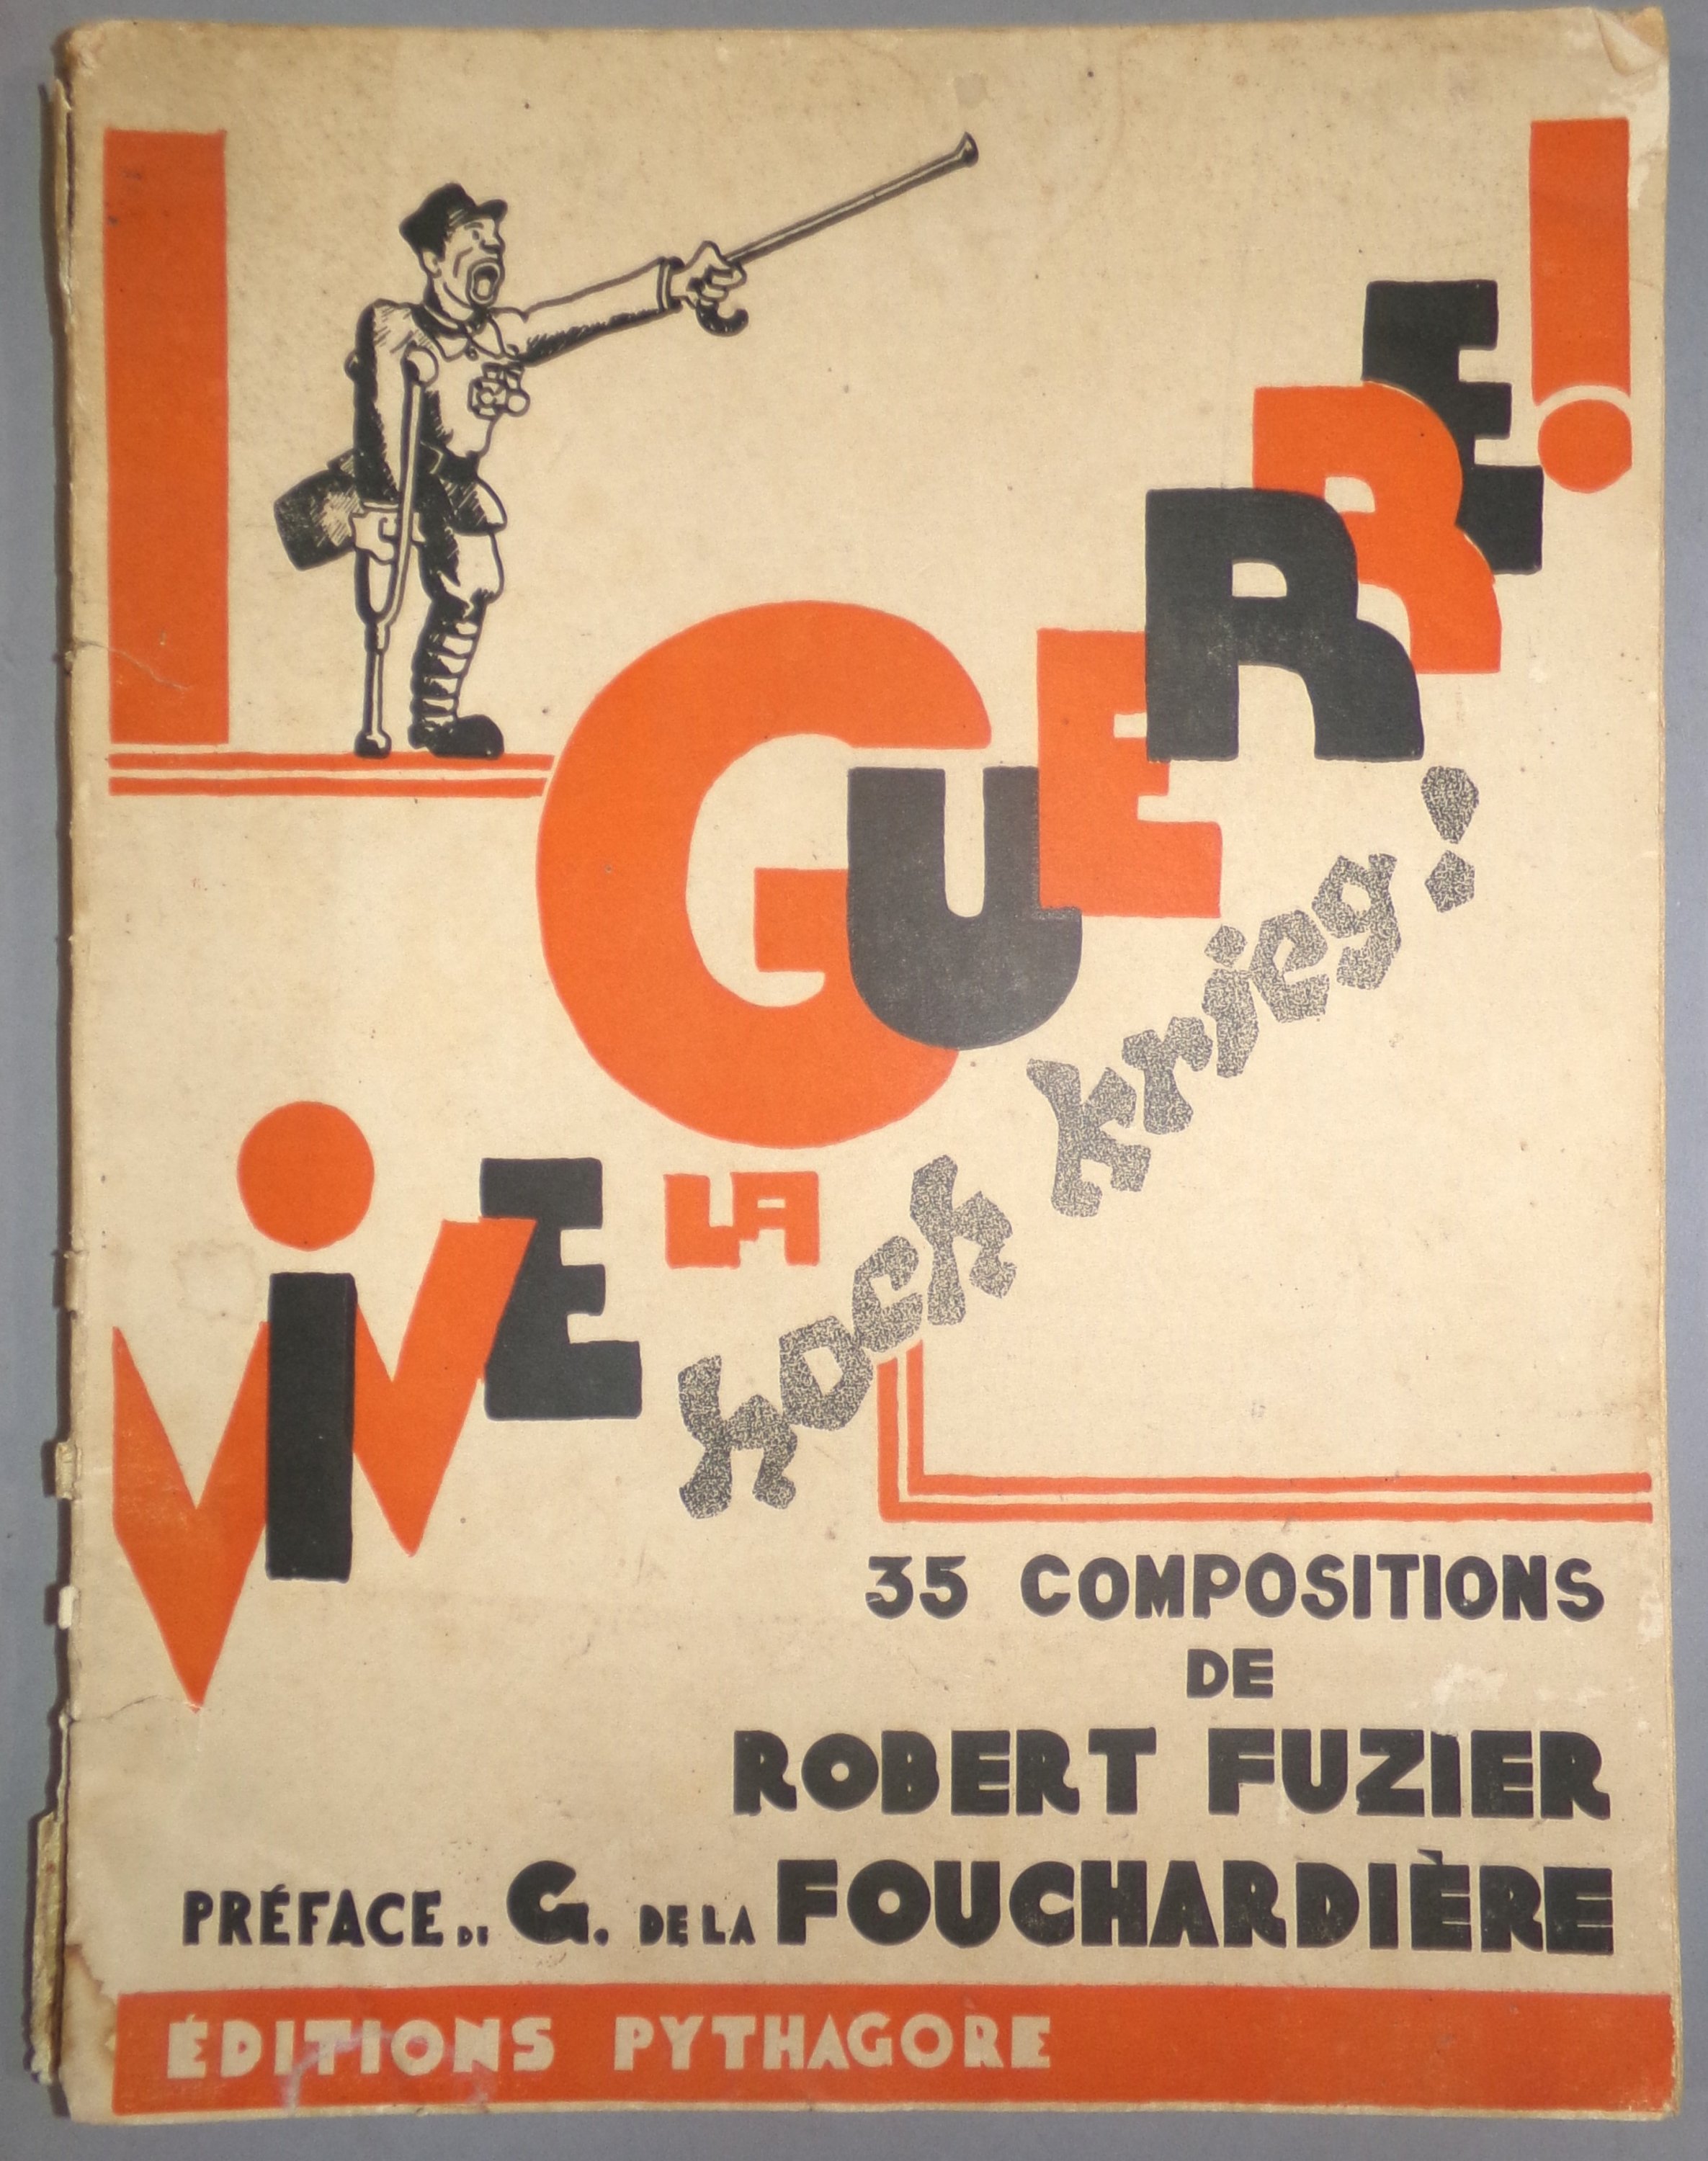 VIVE LA GUERRE!
hoch krieg!
35 COMPOSITIONS
DE
ROBERT FUZIER
PRÉFACE DE G. DE LA FOUCHARDIÈRE
ÉDITIONS PYTHAGORE